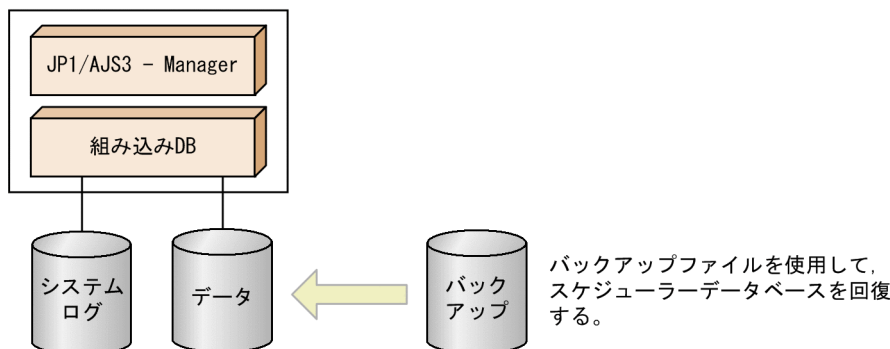 JP1/AJS3 - Manager
組み込みDB
システム
ログ
データ
バック
アップ
バックアップファイルを使用して，
スケジューラーデータベースを回復
する。